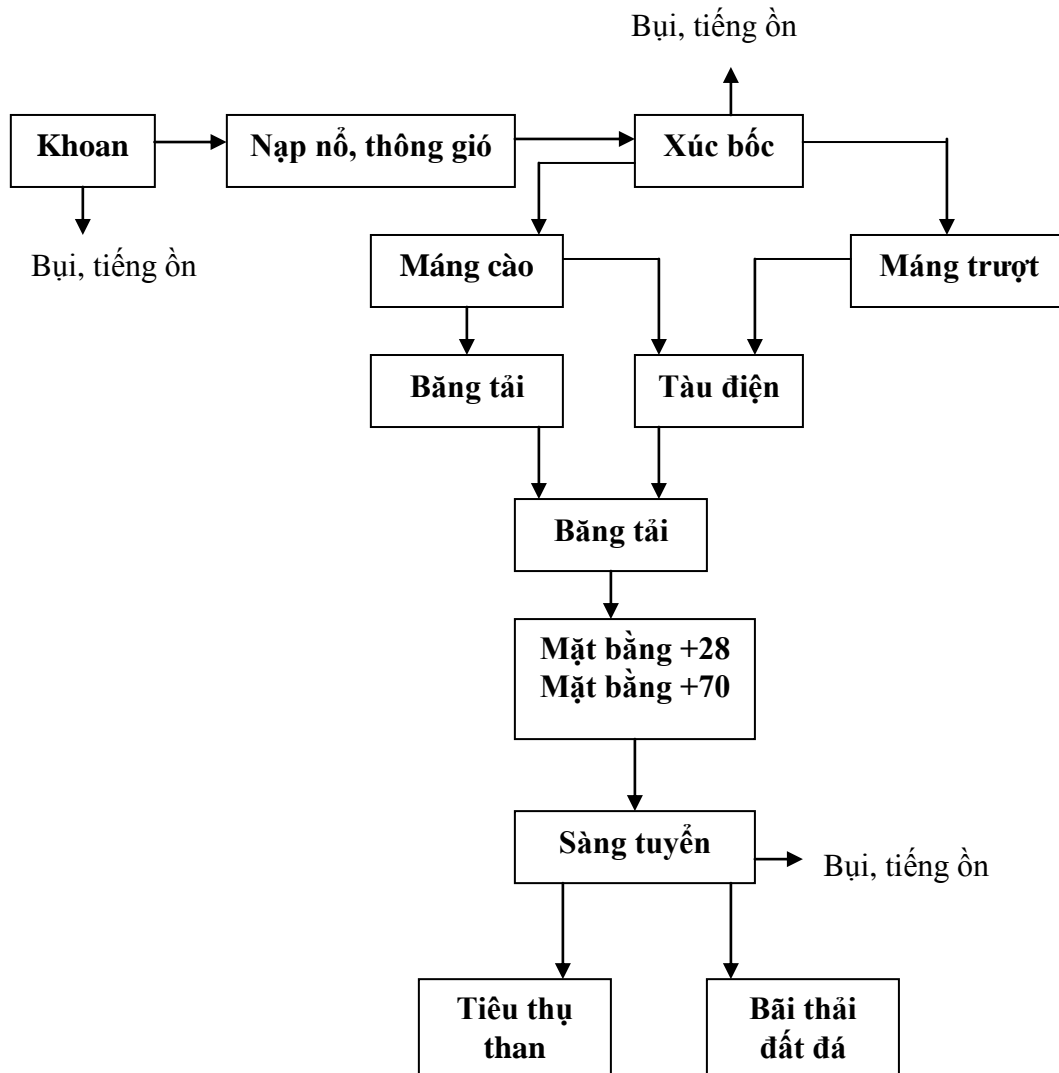 Bụi, tiếng ồn
Khoan
Nạp nổ, thông gió
Xúc bốc
Bụi, tiếng ồn
Máng cào
Máng trượt
Băng tải
Tàu điện
Băng tải
Mặt bằng +28
Mặt bằng +70
Sàng tuyển
Bụi, tiếng ồn
Tiêu thụ
than
Bãi thải
đất đá